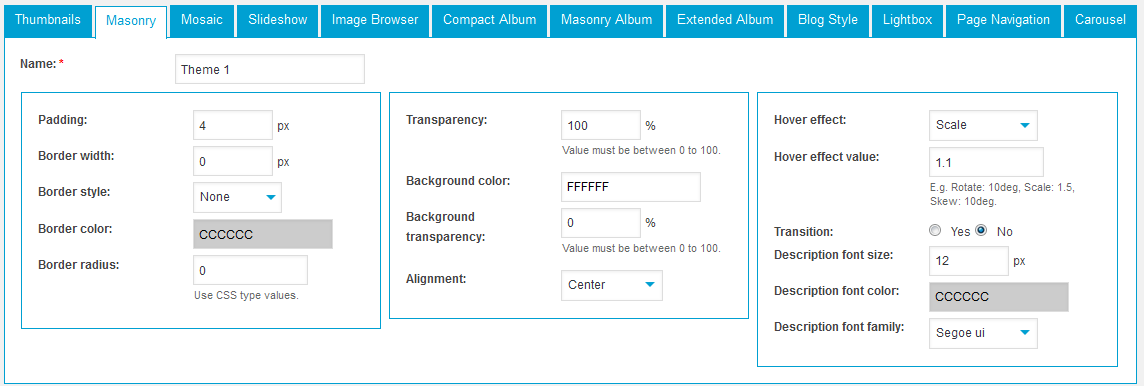 Thumbnails Masonry Mosaic Slideshow Image Browser Compact Album Masonry Album Extended Album Blog Style Lightbox Page Navigation Carousel
Name: * Theme 1
Padding: 4 px
Border width: 0 px
Border style: None
Border color: CCCCCC
Border radius: 0
Use CSS type values.
Transparency: 100 %
Value must be between 0 to 100.
Background color: FFFFFF
Background transparency: 0 %
Value must be between 0 to 100.
Alignment: Center
Hover effect: Scale
Hover effect value: 1.1
E.g. Rotate: 10deg, Scale: 1.5,
Skew: 10deg.
Transition: Yes No
Description font size: 12 px
Description font color: CCCCCC
Description font family: Segoe ui